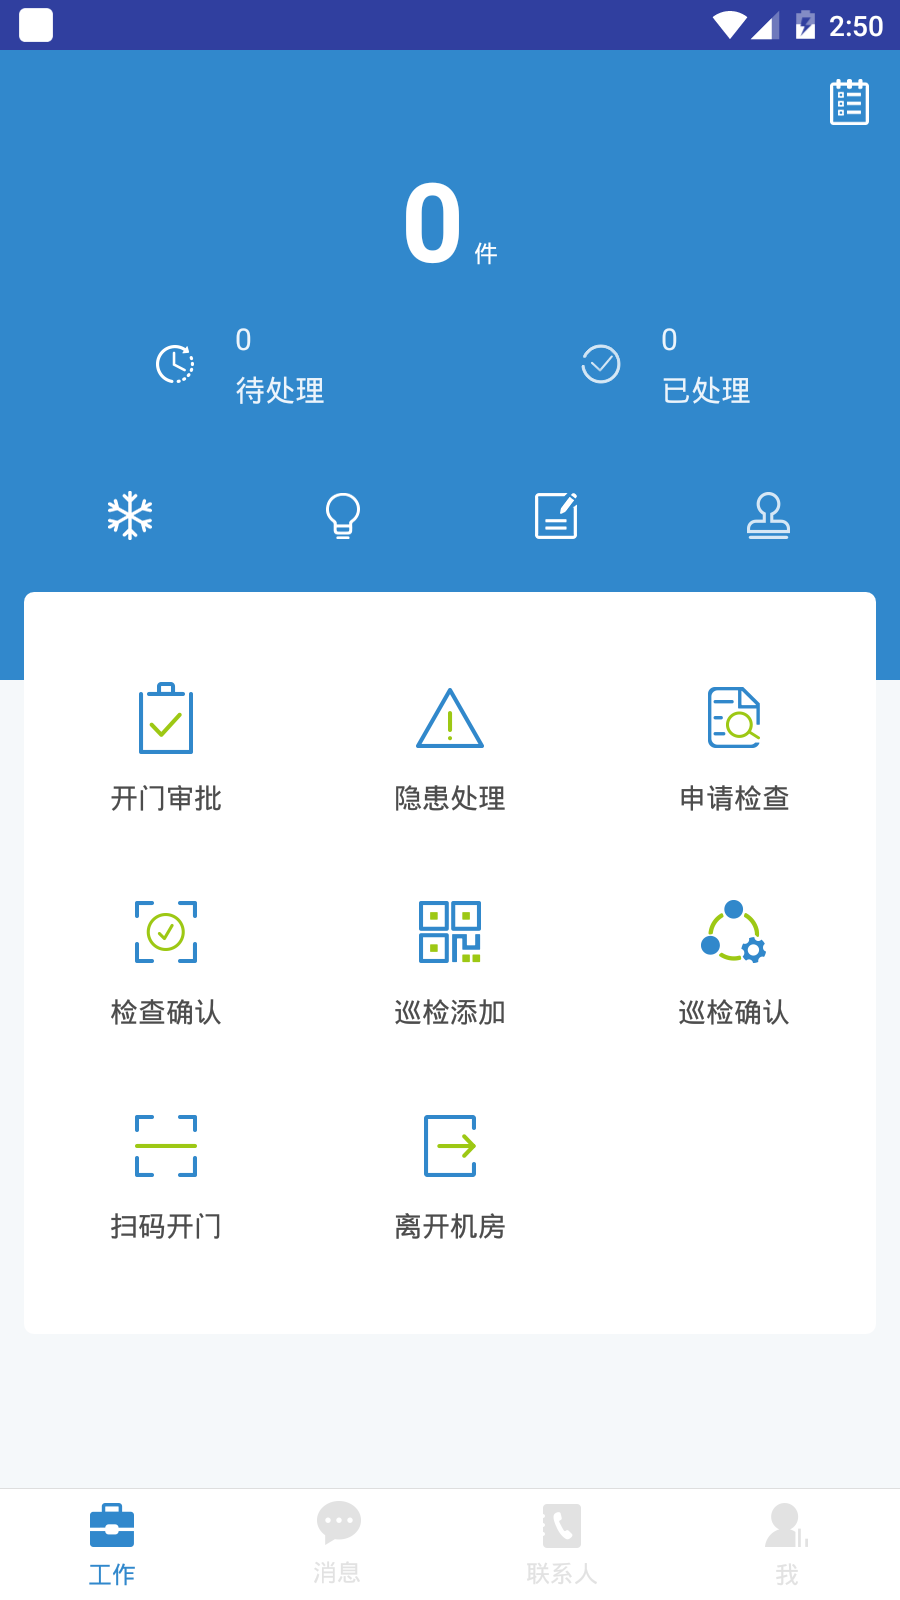 2:50
0 件
0
待处理
0
已处理
开门审批
隐患处理
申请检查
检查确认
巡检添加
巡检确认
扫码开门
离开机房
工作
消息
联系人
我